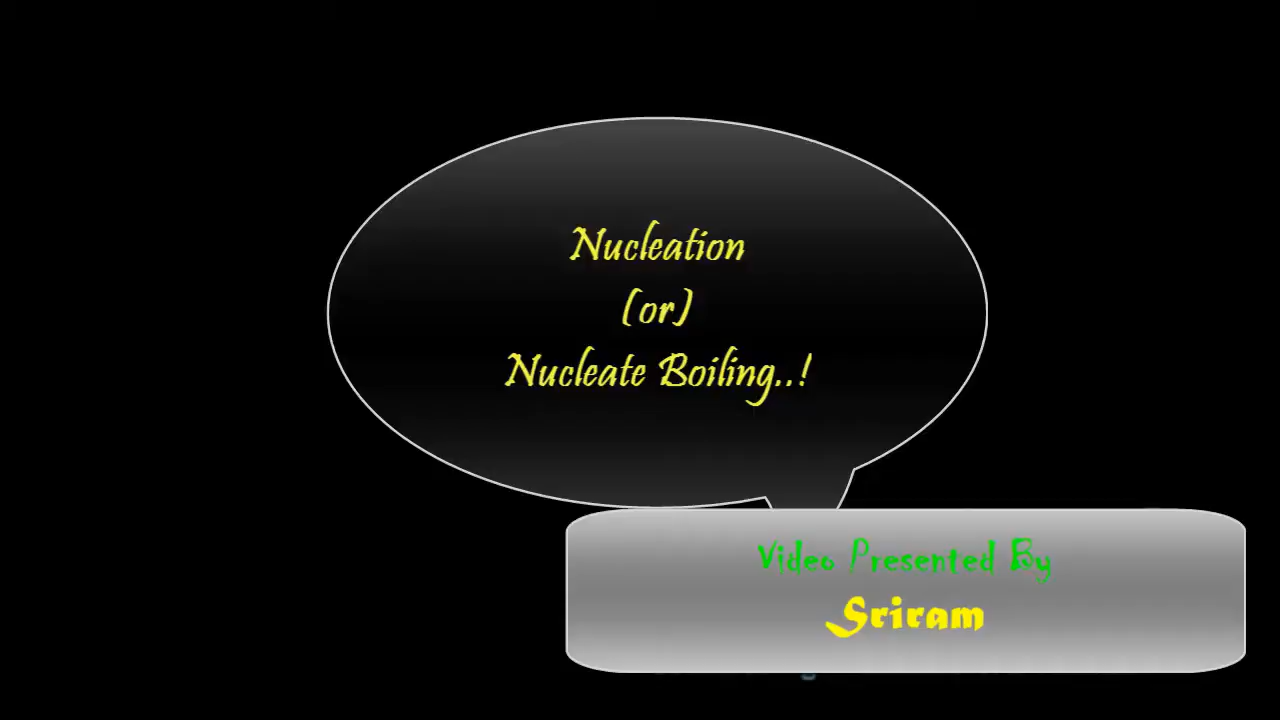 Nucleation
(or)
Nucleate Boiling..!
Video Presented By
Sriram